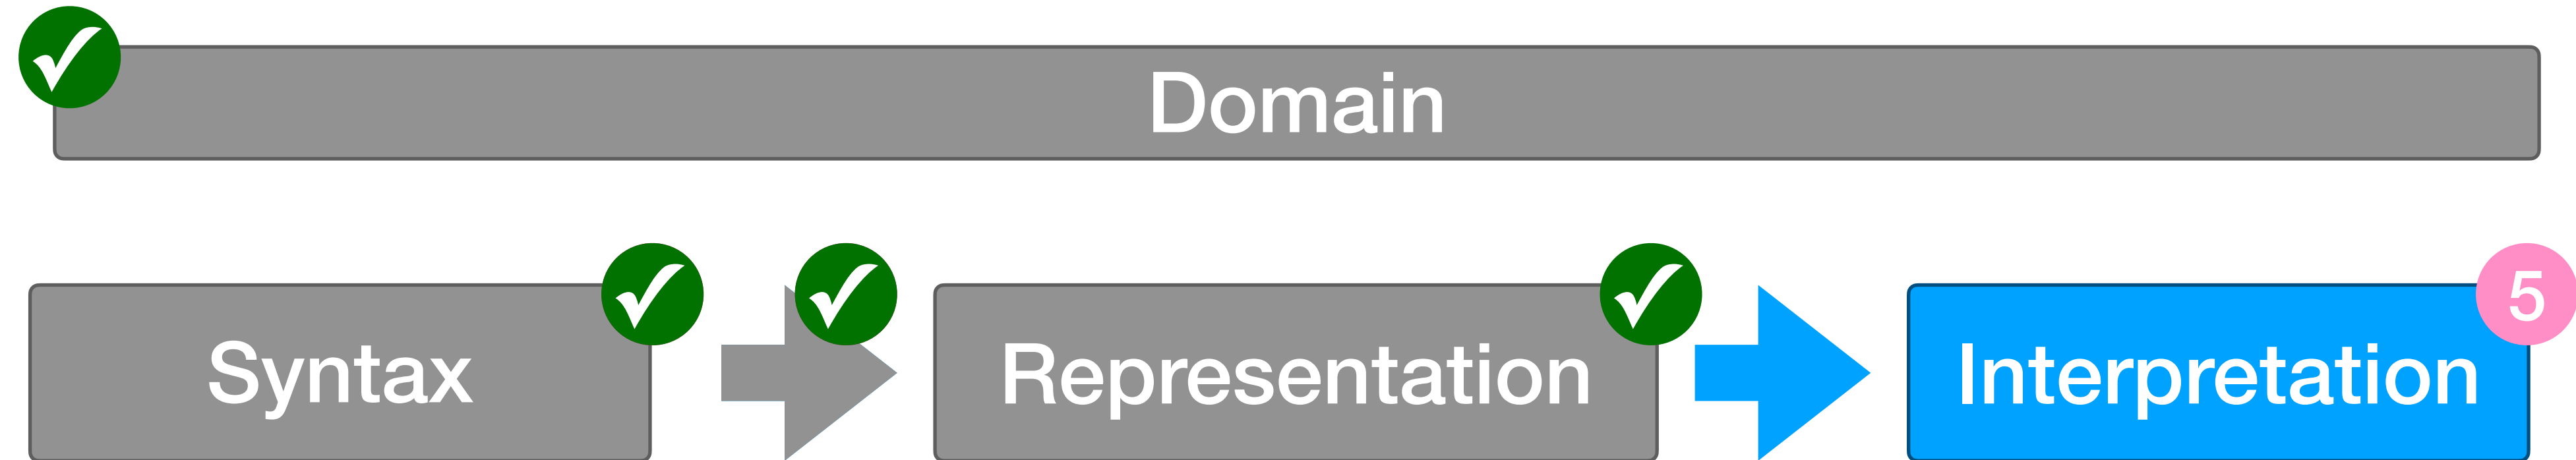 Domain
Syntax
Representation
Interpretation
5